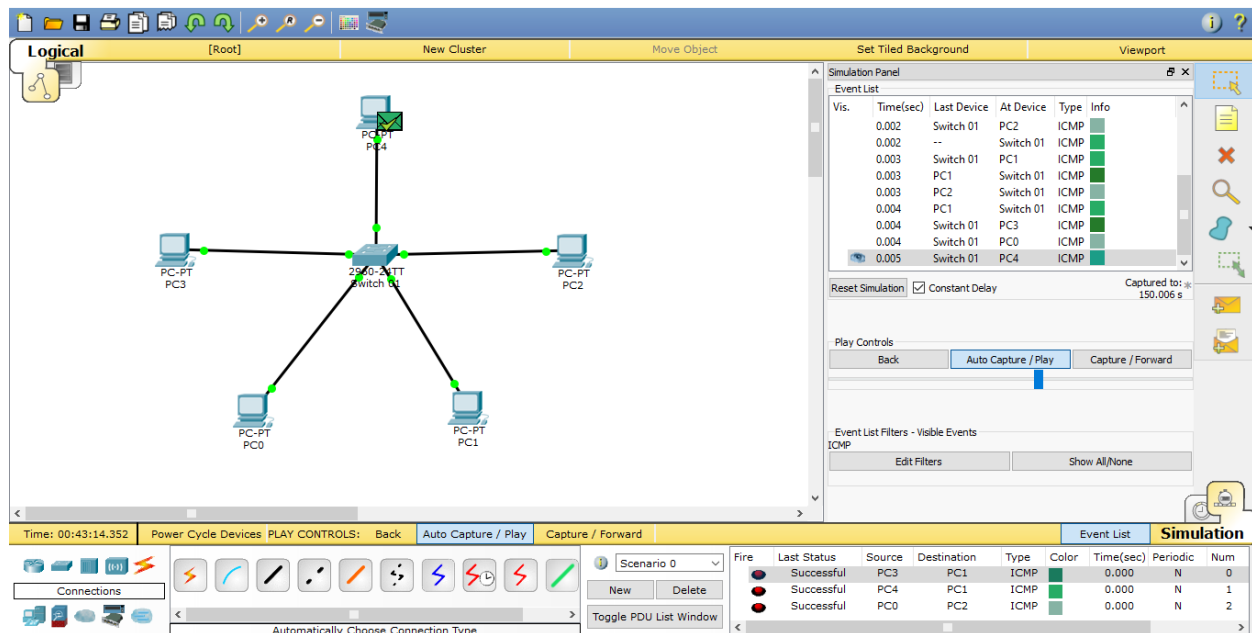 Logical [Root] New Cluster Move Object Set Tiled Background Viewport
PC-PT
PC4
PC-PT
PC3
2960-24TT
Switch 01
PC-PT
PC2
PC-PT
PC0
PC-PT
PC1
Simulation Panel
Event List
Vis. Time(sec) Last Device At Device Type Info
0.002 Switch 01 PC2 ICMP
0.002 -- Switch 01 ICMP
0.003 Switch 01 PC1 ICMP
0.003 PC1 Switch 01 ICMP
0.003 PC2 Switch 01 ICMP
0.004 PC1 Switch 01 ICMP
0.004 Switch 01 PC3 ICMP
0.004 Switch 01 PC0 ICMP
0.005 Switch 01 PC4 ICMP
Reset Simulation Constant Delay Captured to: *
150.006 s
Play Controls
Back Auto Capture / Play Capture / Forward
Event List Filters - Visible Events
ICMP
Edit Filters Show All/None
Time: 00:43:14.352 Power Cycle Devices PLAY CONTROLS: Back Auto Capture / Play Capture / Forward Event List Simulation
Connections
Automatically Choose Connection Type
Scenario 0
New Delete
Toggle PDU List Window
Fire Last Status Source Destination Type Color Time(sec) Periodic Num
Successful PC3 PC1 ICMP 0.000 N 0
Successful PC4 PC1 ICMP 0.000 N 1
Successful PC0 PC2 ICMP 0.000 N 2